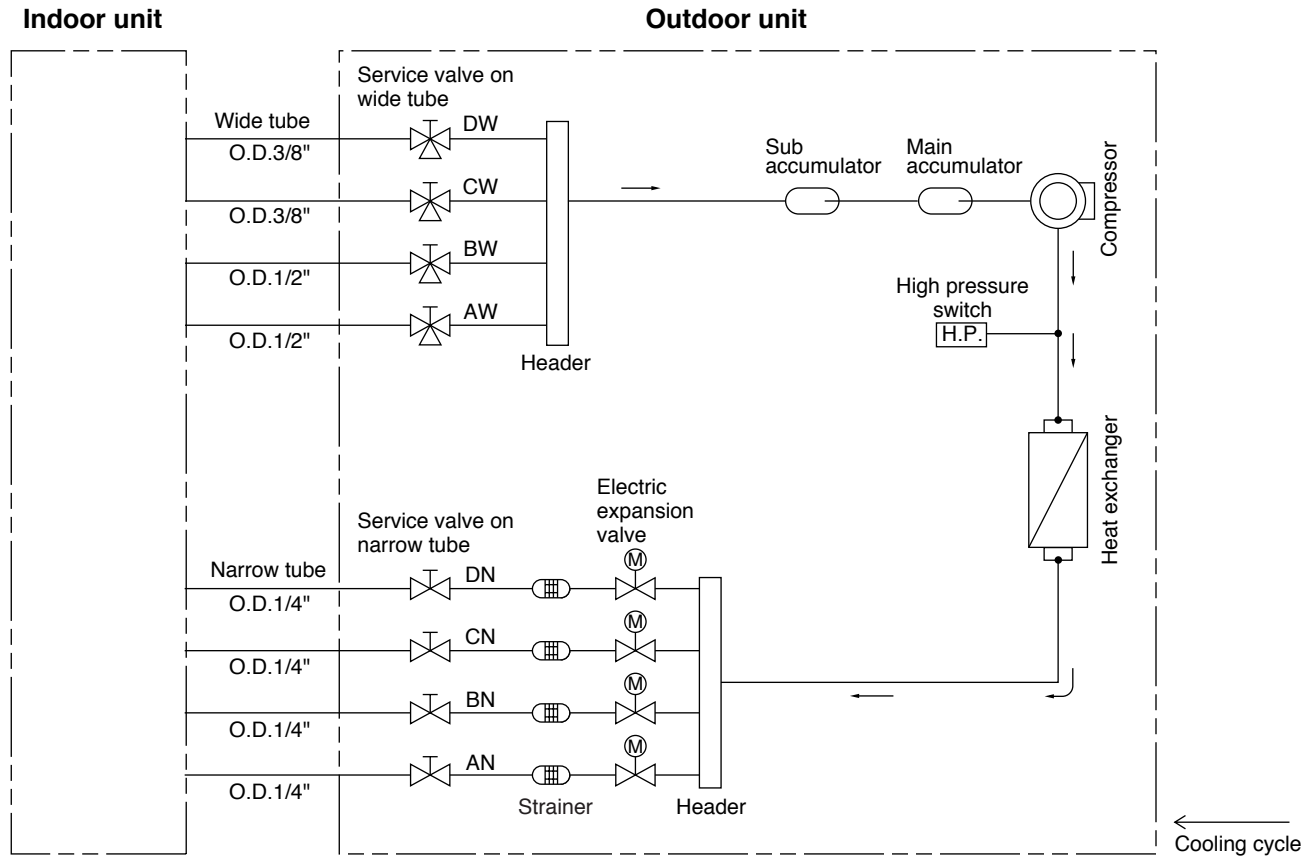 Indoor unit
Outdoor unit
Service valve on
wide tube
Wide tube
DW
O.D.3/8"
CW
O.D.3/8"
BW
O.D.1/2"
AW
O.D.1/2"
Header
Sub
accumulator
Main
accumulator
Compressor
High pressure
switch
H.P.
Heat exchanger
Electric
expansion
valve
Service valve on
narrow tube
Narrow tube
DN
M
O.D.1/4"
CN
M
O.D.1/4"
BN
M
O.D.1/4"
AN
M
O.D.1/4"
Strainer
Header
Cooling cycle